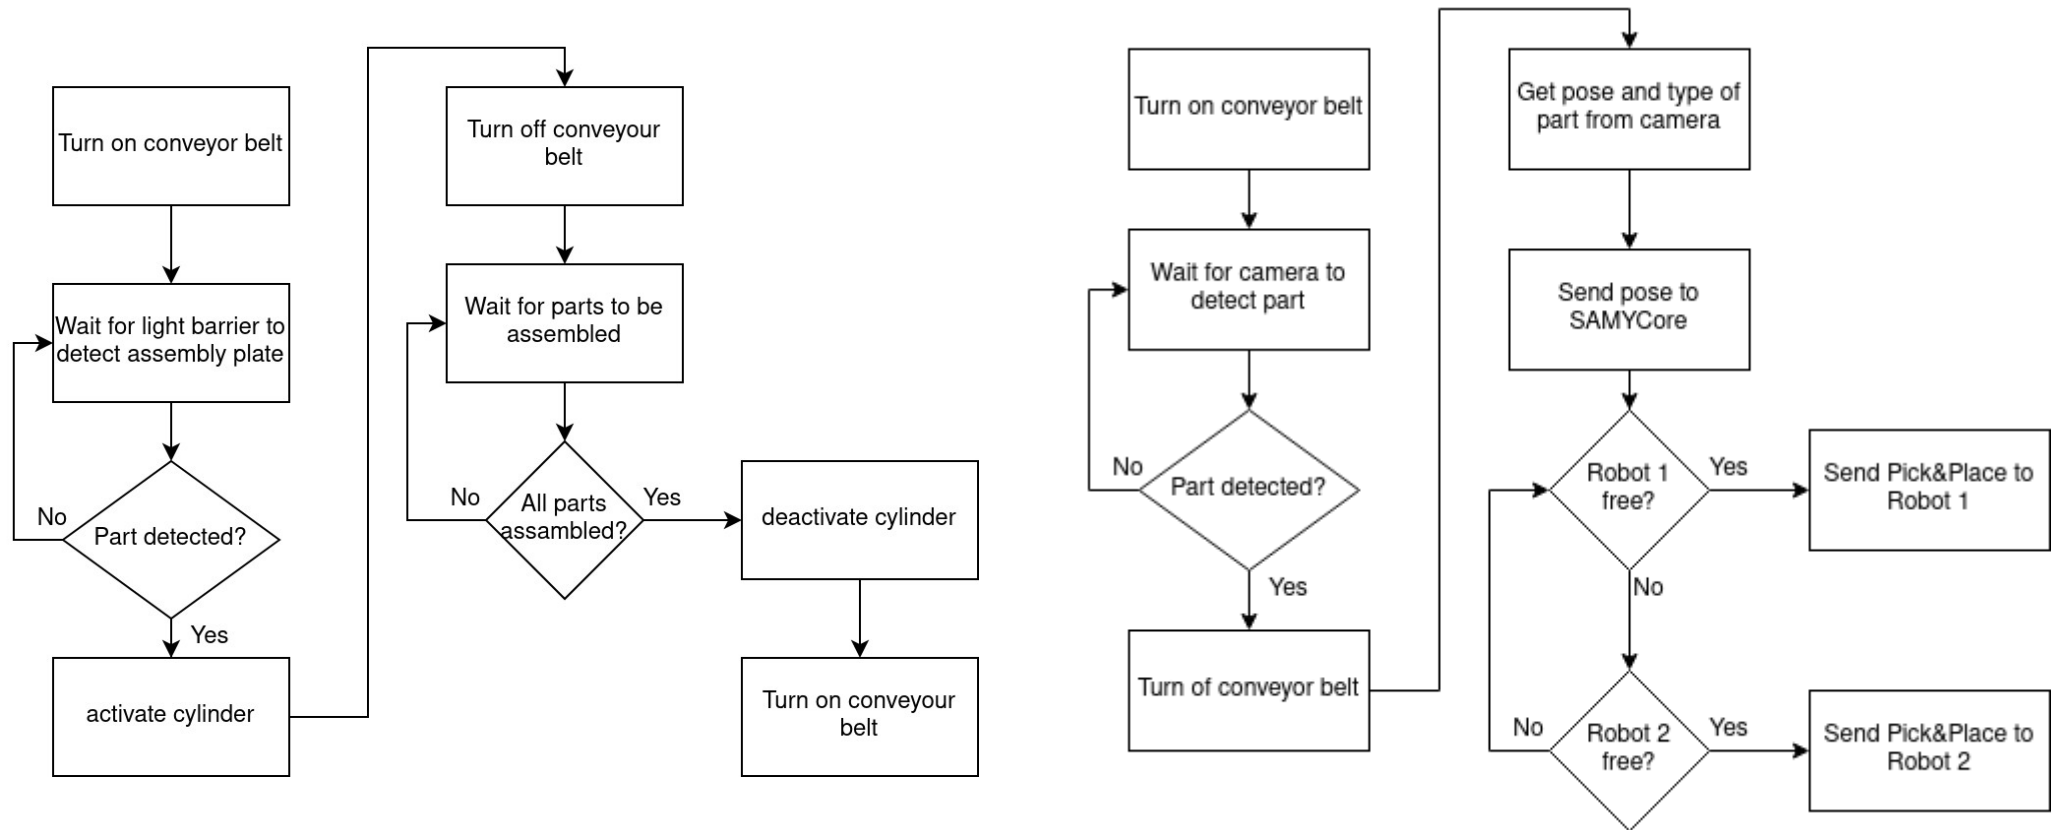 Turn on conveyor belt
Wait for light barrier to
detect assembly plate
Part detected?
No
Yes
activate cylinder
Turn off conveyour
belt
Wait for parts to be
assembled
All parts
assambled?
No
Yes
deactivate cylinder
Turn on conveyour
belt
Turn on conveyor belt
Wait for camera to
detect part
Part detected?
No
Yes
Turn of conveyor belt
Get pose and type of
part from camera
Send pose to
SAMYCore
Robot 1
free?
Yes
Send Pick&Place to
Robot 1
No
Robot 2
free?
No
Yes
Send Pick&Place to
Robot 2